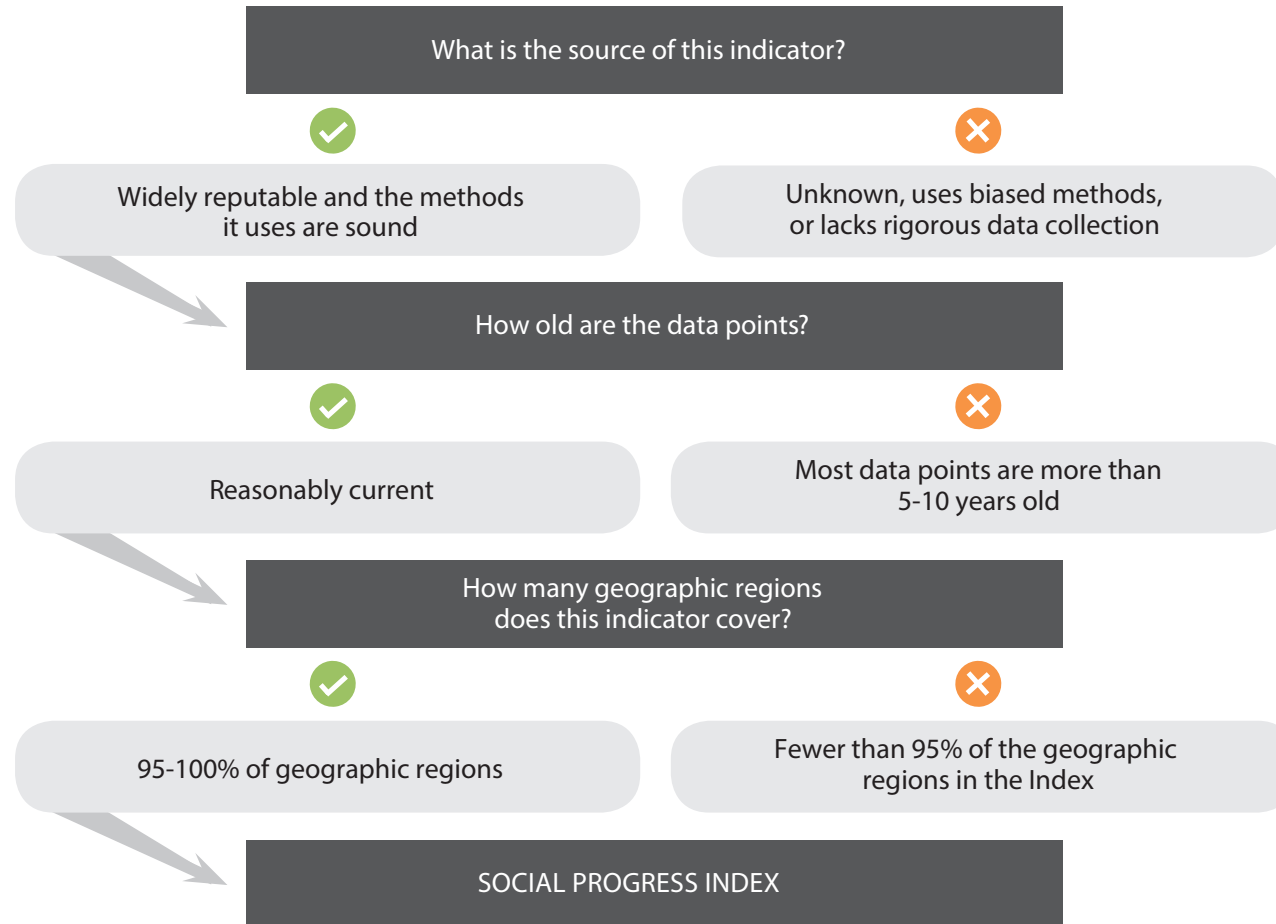 What is the source of this indicator?
Widely reputable and the methods
it uses are sound
Unknown, uses biased methods,
or lacks rigorous data collection
How old are the data points?
Reasonably current
Most data points are more than
5-10 years old
How many geographic regions
does this indicator cover?
95-100% of geographic regions
Fewer than 95% of the geographic
regions in the Index
SOCIAL PROGRESS INDEX